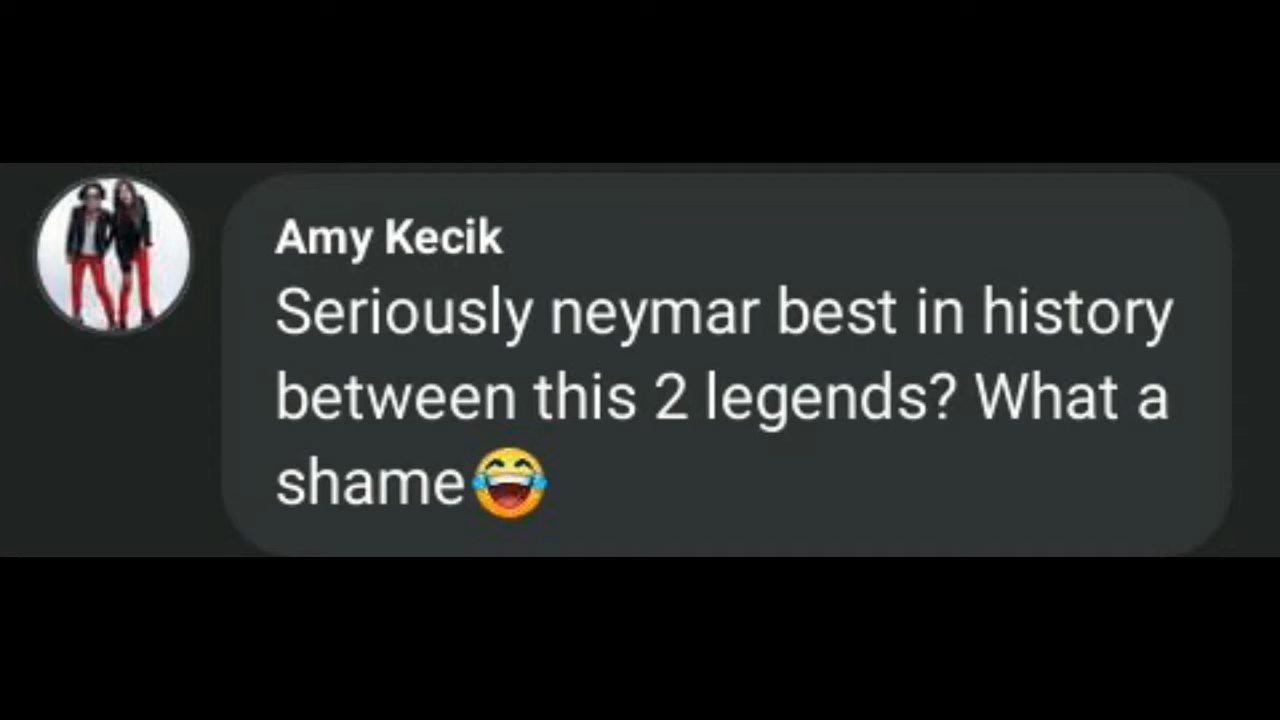 Amy Kecik
Seriously neymar best in history
between this 2 legends? What a
shame😂